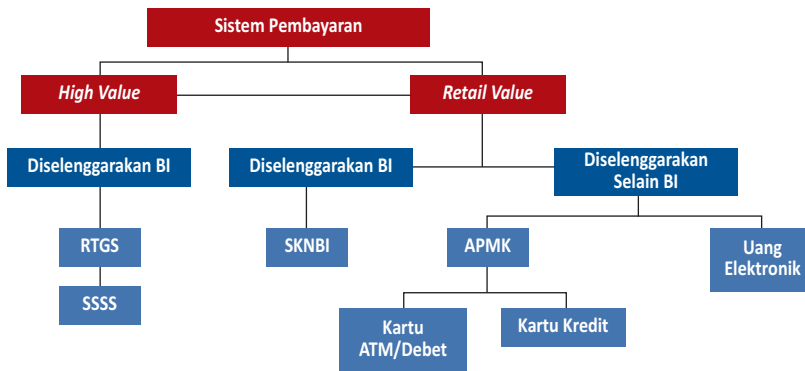 Sistem Pembayaran
High Value
Retail Value
Diselenggarakan BI
Diselenggarakan BI
Diselenggarakan
Selain BI
RTGS
SKNBI
APMK
Uang
Elektronik
SSSS
Kartu
ATM/Debet
Kartu Kredit